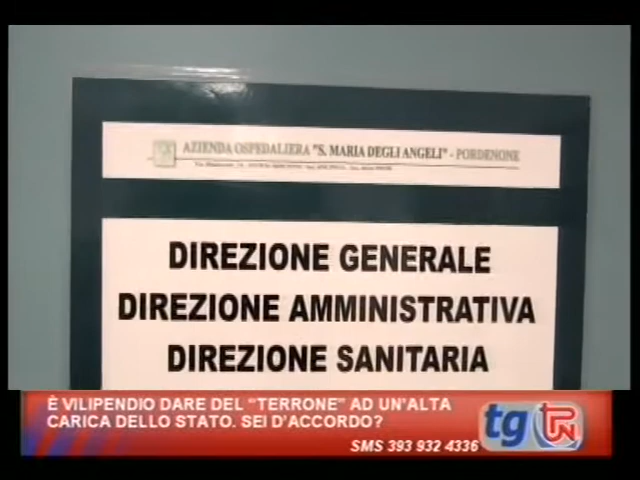 AZIENDA OSPEDALIERA "S. MARIA DEGLI ANGELI" - PORDENONE
DIREZIONE GENERALE
DIREZIONE AMMINISTRATIVA
DIREZIONE SANITARIA
È VILIPENDIO DARE DEL "TERRONE" AD UN'ALTA
CARICA DELLO STATO. SEI D'ACCORDO?
SMS 393 932 4336
tg TPN